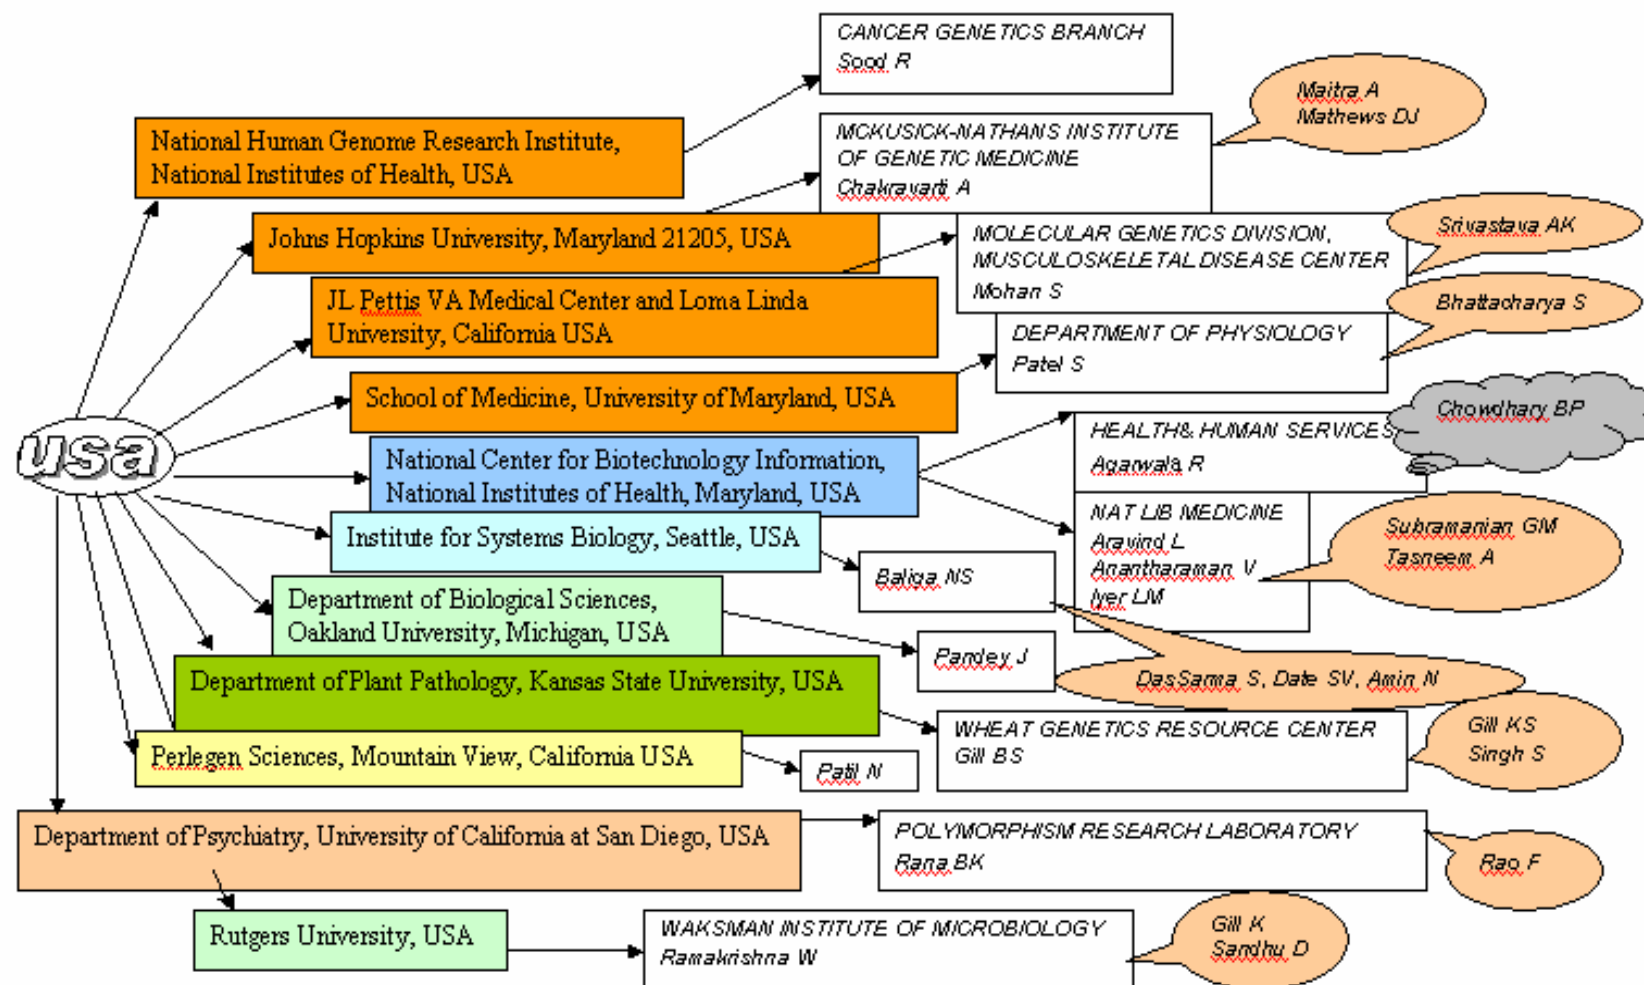 CANCER GENETICS BRANCH
Sood R
Maitra A
Mathews DJ
National Human Genome Research Institute,
National Institutes of Health, USA
MCKUSICK-NATHANS INSTITUTE
OF GENETIC MEDICINE
Chakravarti A
Johns Hopkins University, Maryland 21205, USA
MOLECULAR GENETICS DIVISION,
MUSCULOSKELETAL DISEASE CENTER
Mohan S
Srivastava AK
JL Pettis VA Medical Center and Loma Linda
University, California USA
Bhattacharya S
DEPARTMENT OF PHYSIOLOGY
Patel S
School of Medicine, University of Maryland, USA
Chowdhary BP
usa
HEALTH& HUMAN SERVICES
Agarwala R
National Center for Biotechnology Information,
National Institutes of Health, Maryland, USA
NAT LIB MEDICINE
Aravind L
Anantharaman V
Iyer LM
Subramanian GM
Tasneem A
Institute for Systems Biology, Seattle, USA
Baliga NS
Department of Biological Sciences,
Oakland University, Michigan, USA
Pandey J
DasSarma S, Date SV, Amin N
Department of Plant Pathology, Kansas State University, USA
WHEAT GENETICS RESOURCE CENTER
Gill BS
Gill KS
Singh S
Perlegen Sciences, Mountain View, California USA
Patil N
Department of Psychiatry, University of California at San Diego, USA
POLYMORPHISM RESEARCH LABORATORY
Rana BK
Rao F
Rutgers University, USA
WAKSMAN INSTITUTE OF MICROBIOLOGY
Ramakrishna W
Gill K
Sandhu D